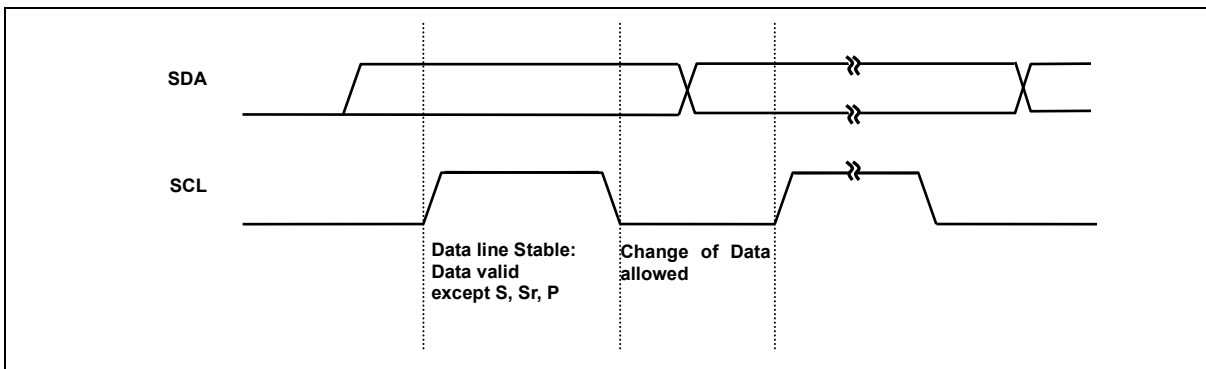 SDA
SCL
Data line Stable:
Data valid
except S, Sr, P
Change of Data
allowed